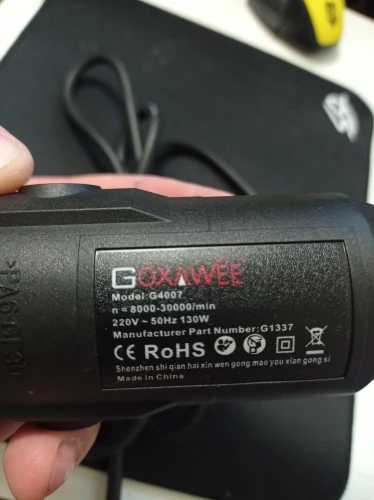 GOXAWEE
Model:G4007
n = 8000-30000/min
220V ~ 50Hz 130W
Manufacturer Part Number:G1337
CE RoHS
Shenzhen shi qian hai xin wen gong mao you xian gong si
Made in China